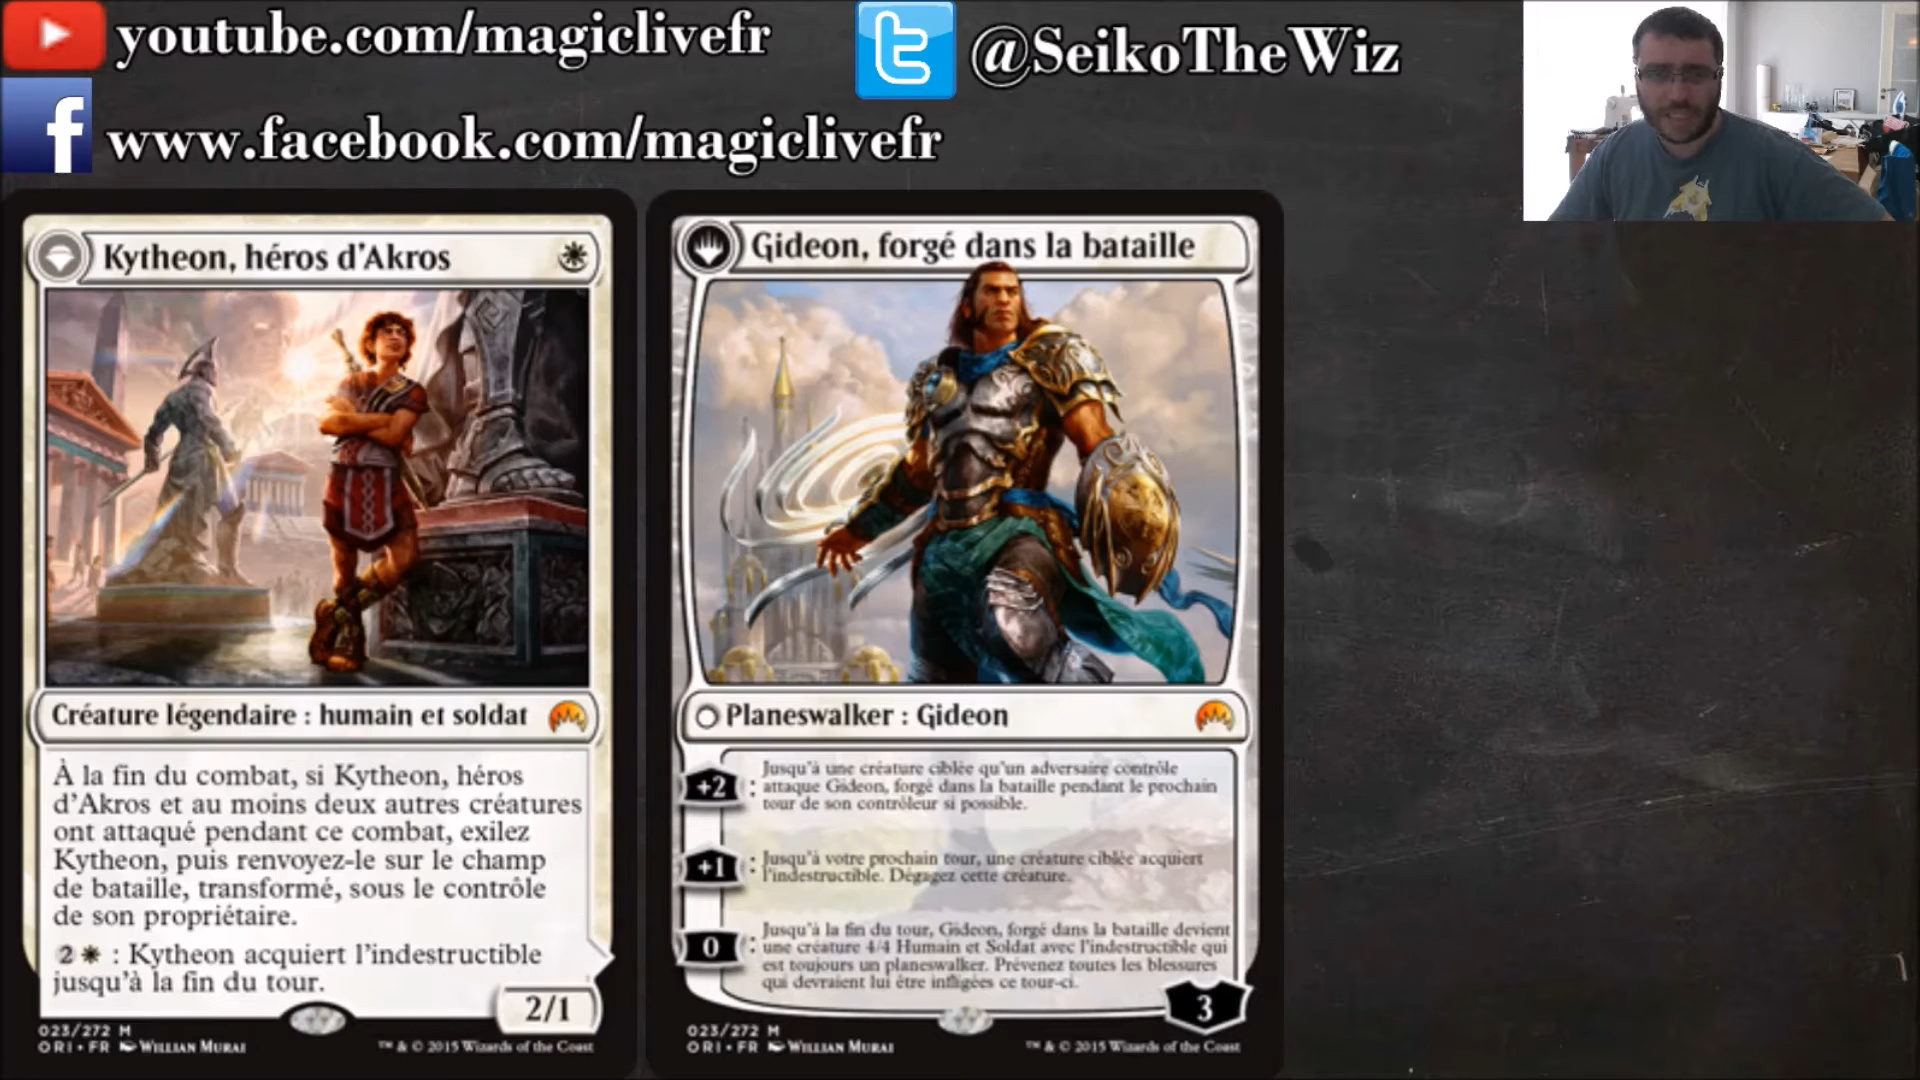 youtube.com/magiclivefr
@SeikoTheWiz
www.facebook.com/magiclivefr
Kytheon, héros d'Akros
Créature légendaire : humain et soldat
À la fin du combat, si Kytheon, héros
d'Akros et au moins deux autres créatures
ont attaqué pendant ce combat, exilez
Kytheon, puis renvoyez-le sur le champ
de bataille, transformé, sous le contrôle
de son propriétaire.
2 : Kytheon acquiert l'indestructible
jusqu'à la fin du tour.
2/1
023/272 M
ORI • FR Willian Murai
™ & © 2015 Wizards of the Coast
Gideon, forgé dans la bataille
Planeswalker : Gideon
+2 : Jusqu'à une créature ciblée qu'un adversaire contrôle
attaque Gideon, forgé dans la bataille pendant le prochain
tour de son contrôleur si possible.
+1 : Jusqu'à votre prochain tour, une créature ciblée acquiert
l'indestructible. Dégagez cette créature.
0 : Jusqu'à la fin du tour, Gideon, forgé dans la bataille devient
une créature 4/4 Humain et Soldat avec l'indestructible qui
est toujours un planeswalker. Prévenez toutes les blessures
qui devraient lui être infligées ce tour-ci.
3
023/272 M
ORI • FR Willian Murai
™ & © 2015 Wizards of the Coast